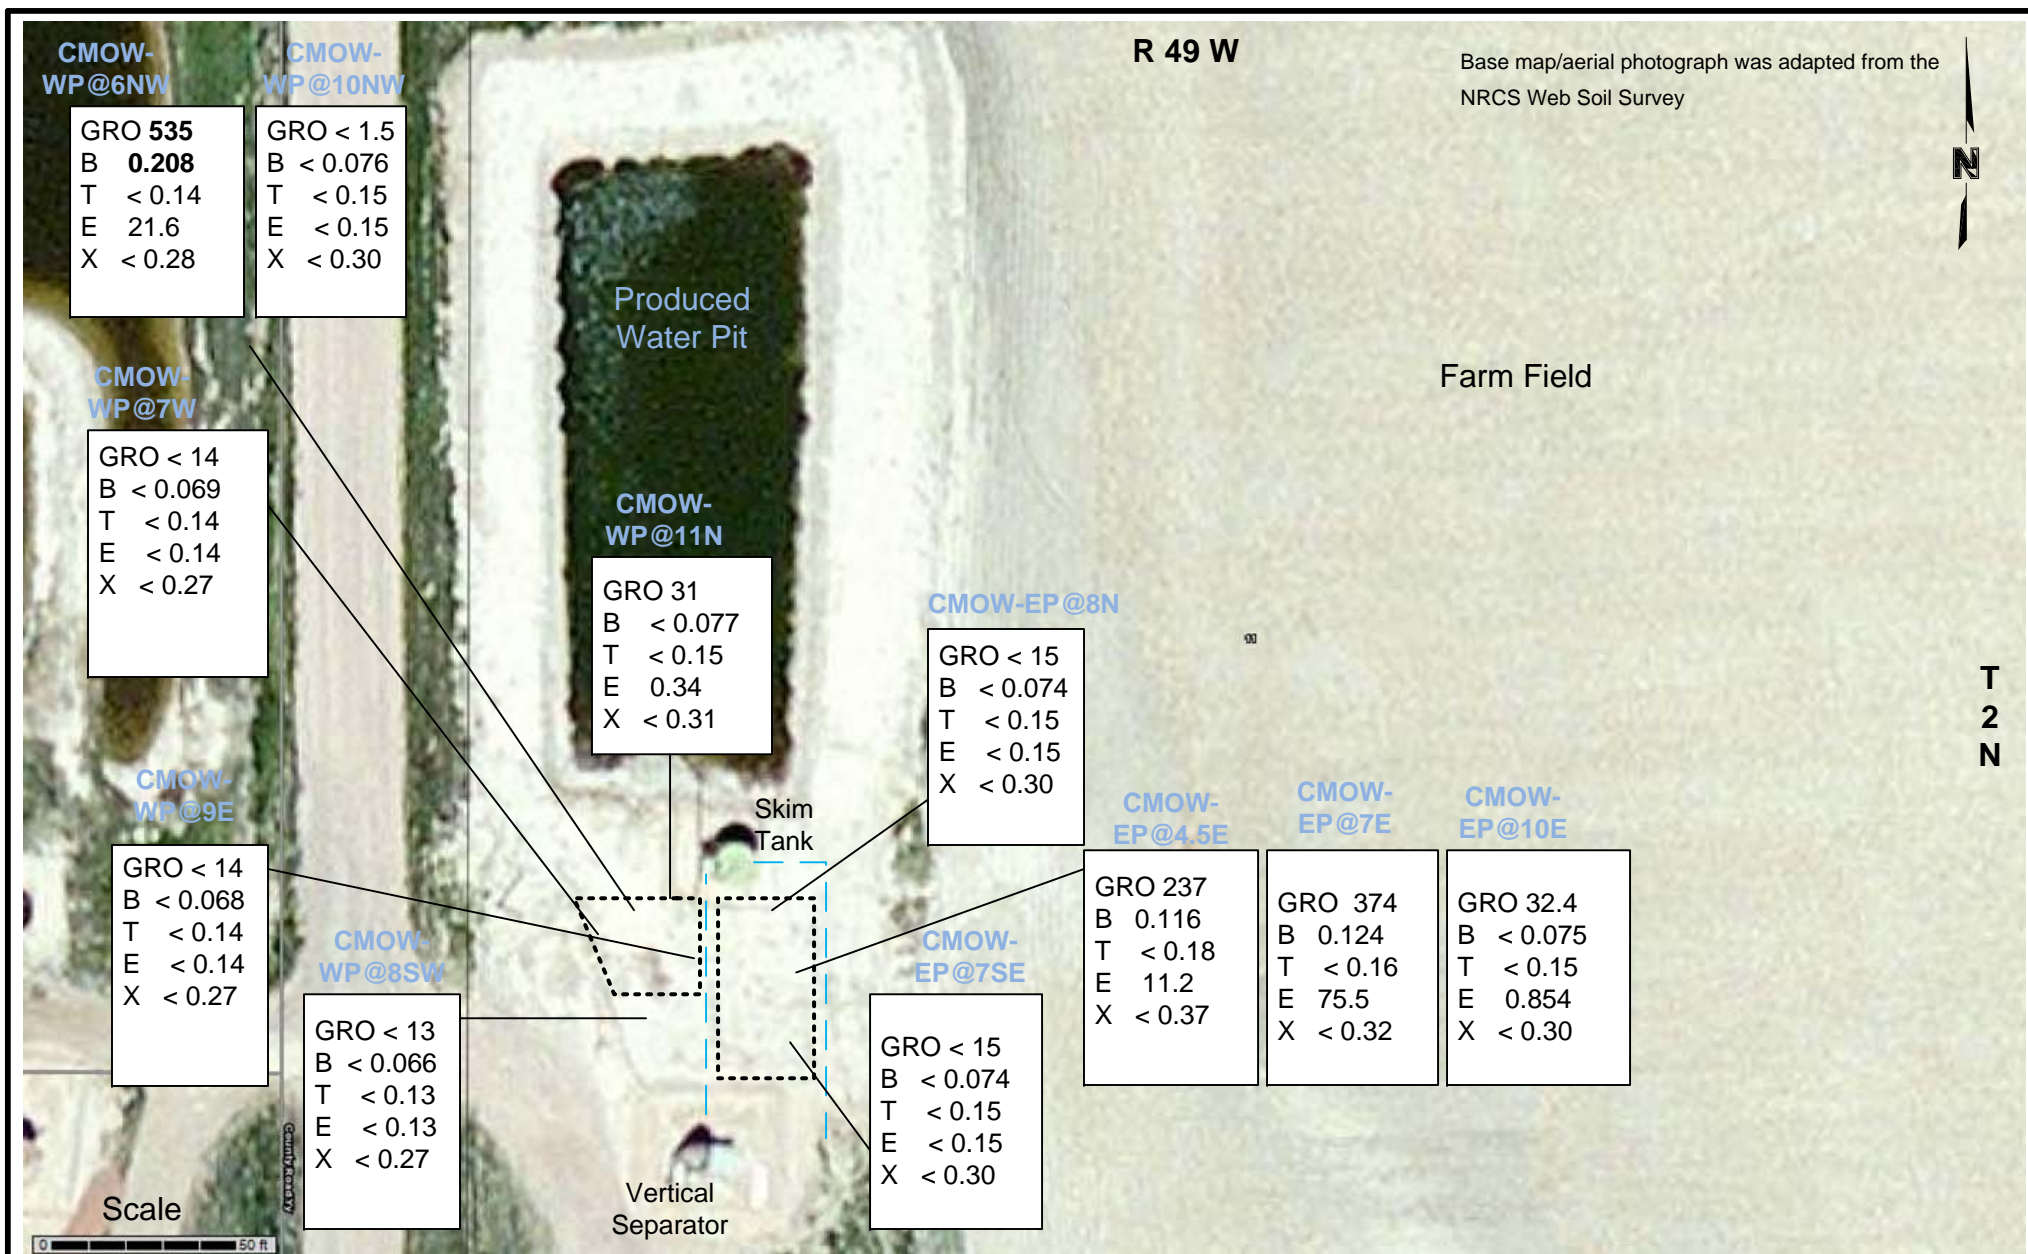 R 49 W
Base map/aerial photograph was adapted from the
NRCS Web Soil Survey
N
CMOW-
WP@6NW
GRO 535
B 0.208
T < 0.14
E 21.6
X < 0.28
CMOW-
WP@10NW
GRO < 1.5
B < 0.076
T < 0.15
E < 0.15
X < 0.30
Produced
Water Pit
Farm Field
CMOW-
WP@7W
GRO < 14
B < 0.069
T < 0.14
E < 0.14
X < 0.27
CMOW-
WP@11N
GRO 31
B < 0.077
T < 0.15
E 0.34
X < 0.31
CMOW-EP@8N
GRO < 15
B < 0.074
T < 0.15
E < 0.15
X < 0.30
T
2
N
CMOW-
WP@9E
GRO < 14
B < 0.068
T < 0.14
E < 0.14
X < 0.27
Skim
Tank
CMOW-
EP@4.5E
GRO 237
B 0.116
T < 0.18
E 11.2
X < 0.37
CMOW-
EP@7E
GRO 374
B 0.124
T < 0.16
E 75.5
X < 0.32
CMOW-
EP@10E
GRO 32.4
B < 0.075
T < 0.15
E 0.854
X < 0.30
CMOW-
WP@8SW
GRO < 13
B < 0.066
T < 0.13
E < 0.13
X < 0.27
CMOW-
EP@7SE
GRO < 15
B < 0.074
T < 0.15
E < 0.15
X < 0.30
Vertical
Separator
County Road Yy
Scale
0 50 ft